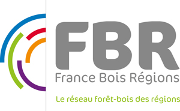 FBR
France Bois Régions
Le réseau forêt-bois des régions